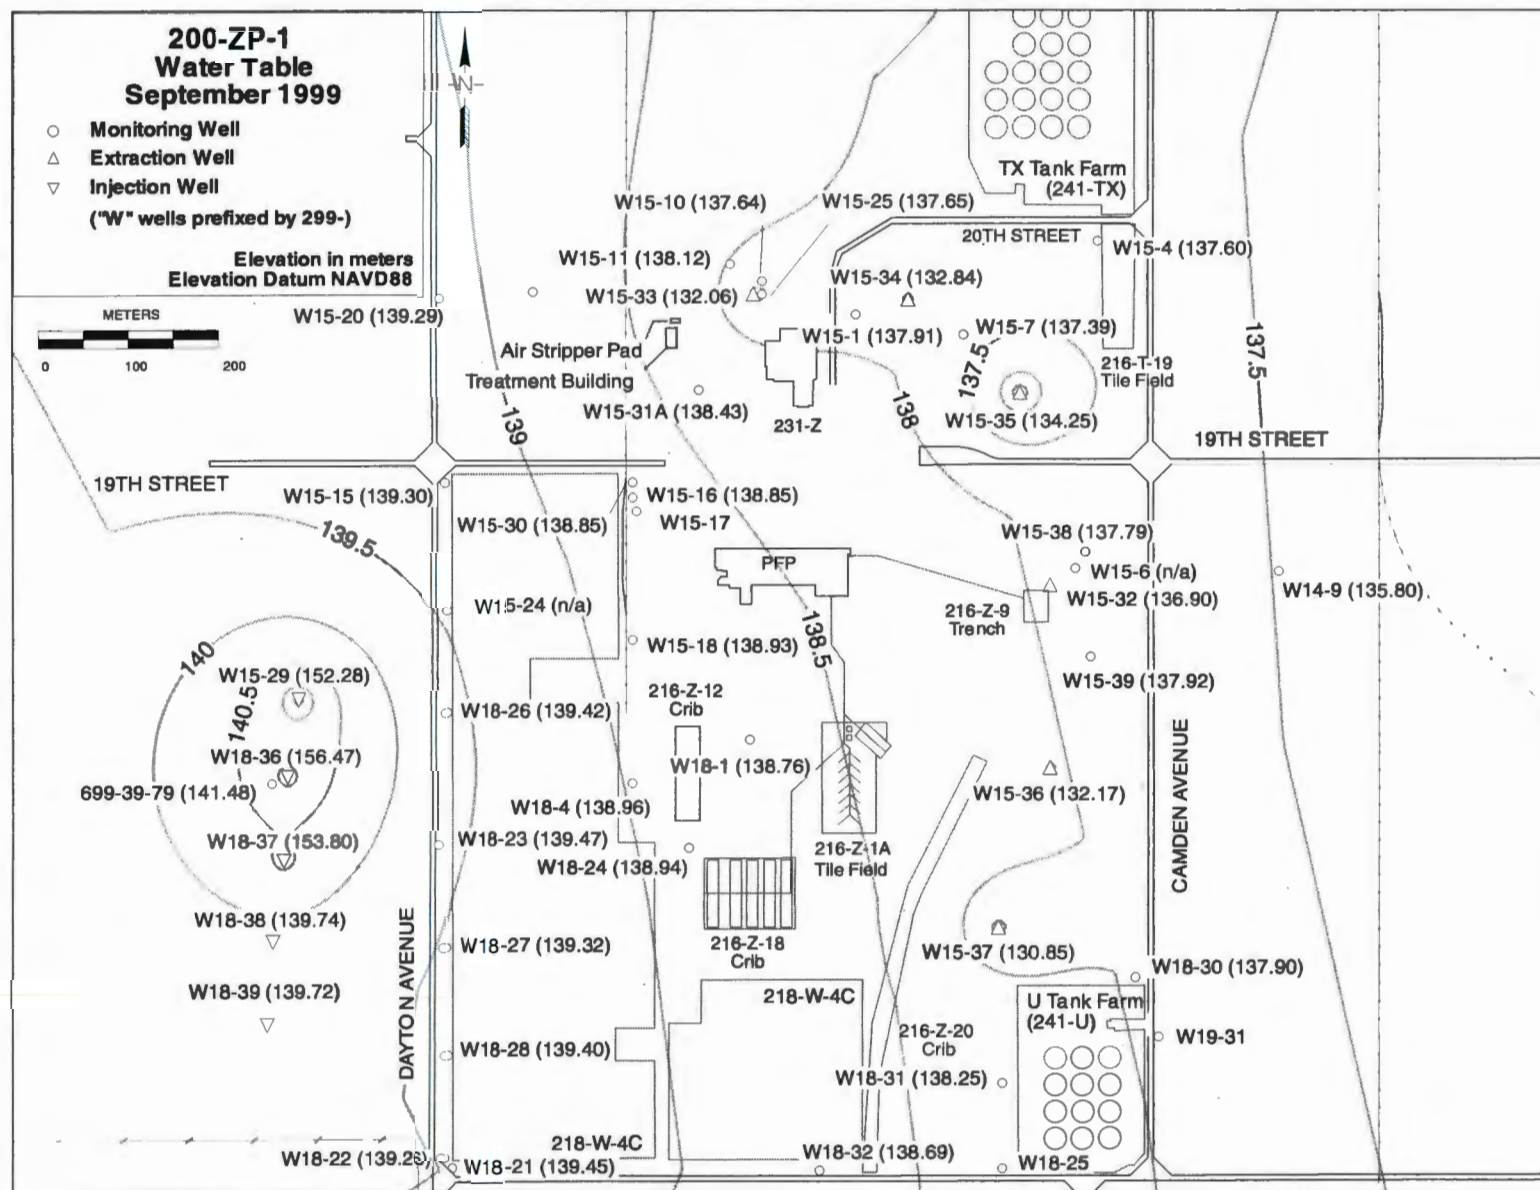 200-ZP-1
Water Table
September 1999
Monitoring Well
Extraction Well
Injection Well
("W" wells prefixed by 299-)
Elevation in meters
Elevation Datum NAVD88
METERS
0 100 200
N
TX Tank Farm
(241-TX)
W15-10 (137.64)
W15-25 (137.65)
20TH STREET
W15-4 (137.60)
W15-11 (138.12)
W15-34 (132.84)
W15-33 (132.06)
W15-20 (139.29)
W15-1 (137.91)
W15-7 (137.39)
Air Stripper Pad
Treatment Building
137.5
137.5
216-T-19
Tile Field
W15-31A (138.43)
231-Z
139
138
W15-35 (134.25)
19TH STREET
19TH STREET
W15-15 (139.30)
W15-16 (138.85)
W15-30 (138.85)
W15-17
139.5
W15-38 (137.79)
PFP
W15-6 (n/a)
W15-32 (136.90)
W14-9 (135.80)
W15-24 (n/a)
216-Z-9
Trench
138.5
W15-18 (138.93)
140
W15-29 (152.28)
W15-39 (137.92)
216-Z-12
Crib
140.5
W18-26 (139.42)
W18-36 (156.47)
W18-1 (138.76)
699-39-79 (141.48)
W18-4 (138.96)
W15-36 (132.17)
CAMDEN AVENUE
W18-37 (153.80)
W18-23 (139.47)
W18-24 (138.94)
216-Z-1A
Tile Field
W18-38 (139.74)
W18-27 (139.32)
216-Z-18
Crib
W15-37 (130.85)
W18-30 (137.90)
W18-39 (139.72)
DAYTON AVENUE
218-W-4C
U Tank Farm
(241-U)
216-Z-20
Crib
W19-31
W18-28 (139.40)
W18-31 (138.25)
218-W-4C
W18-22 (139.26)
W18-21 (139.45)
W18-32 (138.69)
W18-25